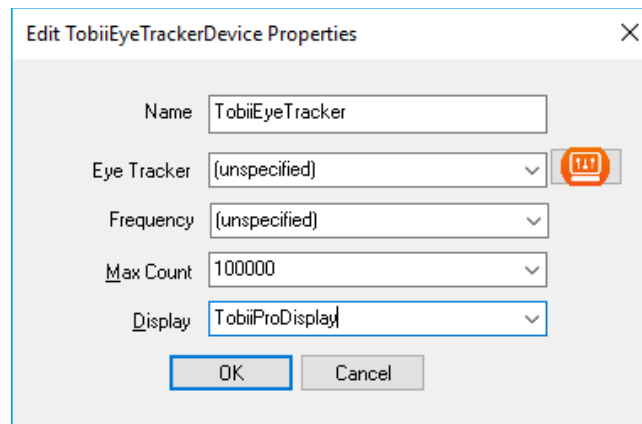 Edit TobiiEyeTrackerDevice Properties
Name TobiiEyeTracker
Eye Tracker (unspecified)
Frequency (unspecified)
Max Count 100000
Display TobiiProDisplay
OK Cancel